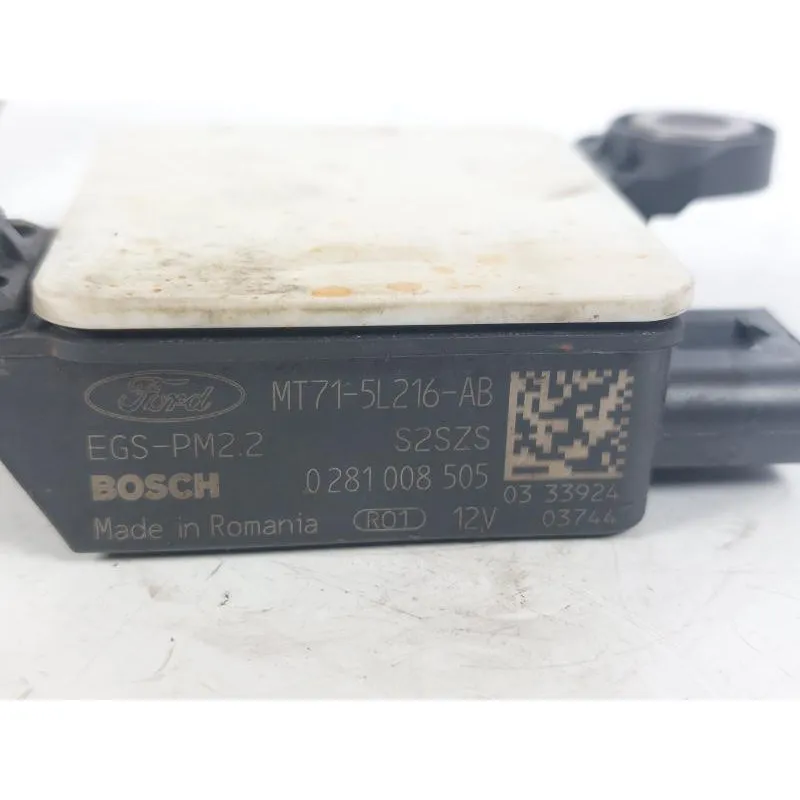 Ford MT71-5L216-AB
EGS-PM2.2 S2SZS
BOSCH 0 281 008 505
03 33924
Made in Romania R01 12V
03744